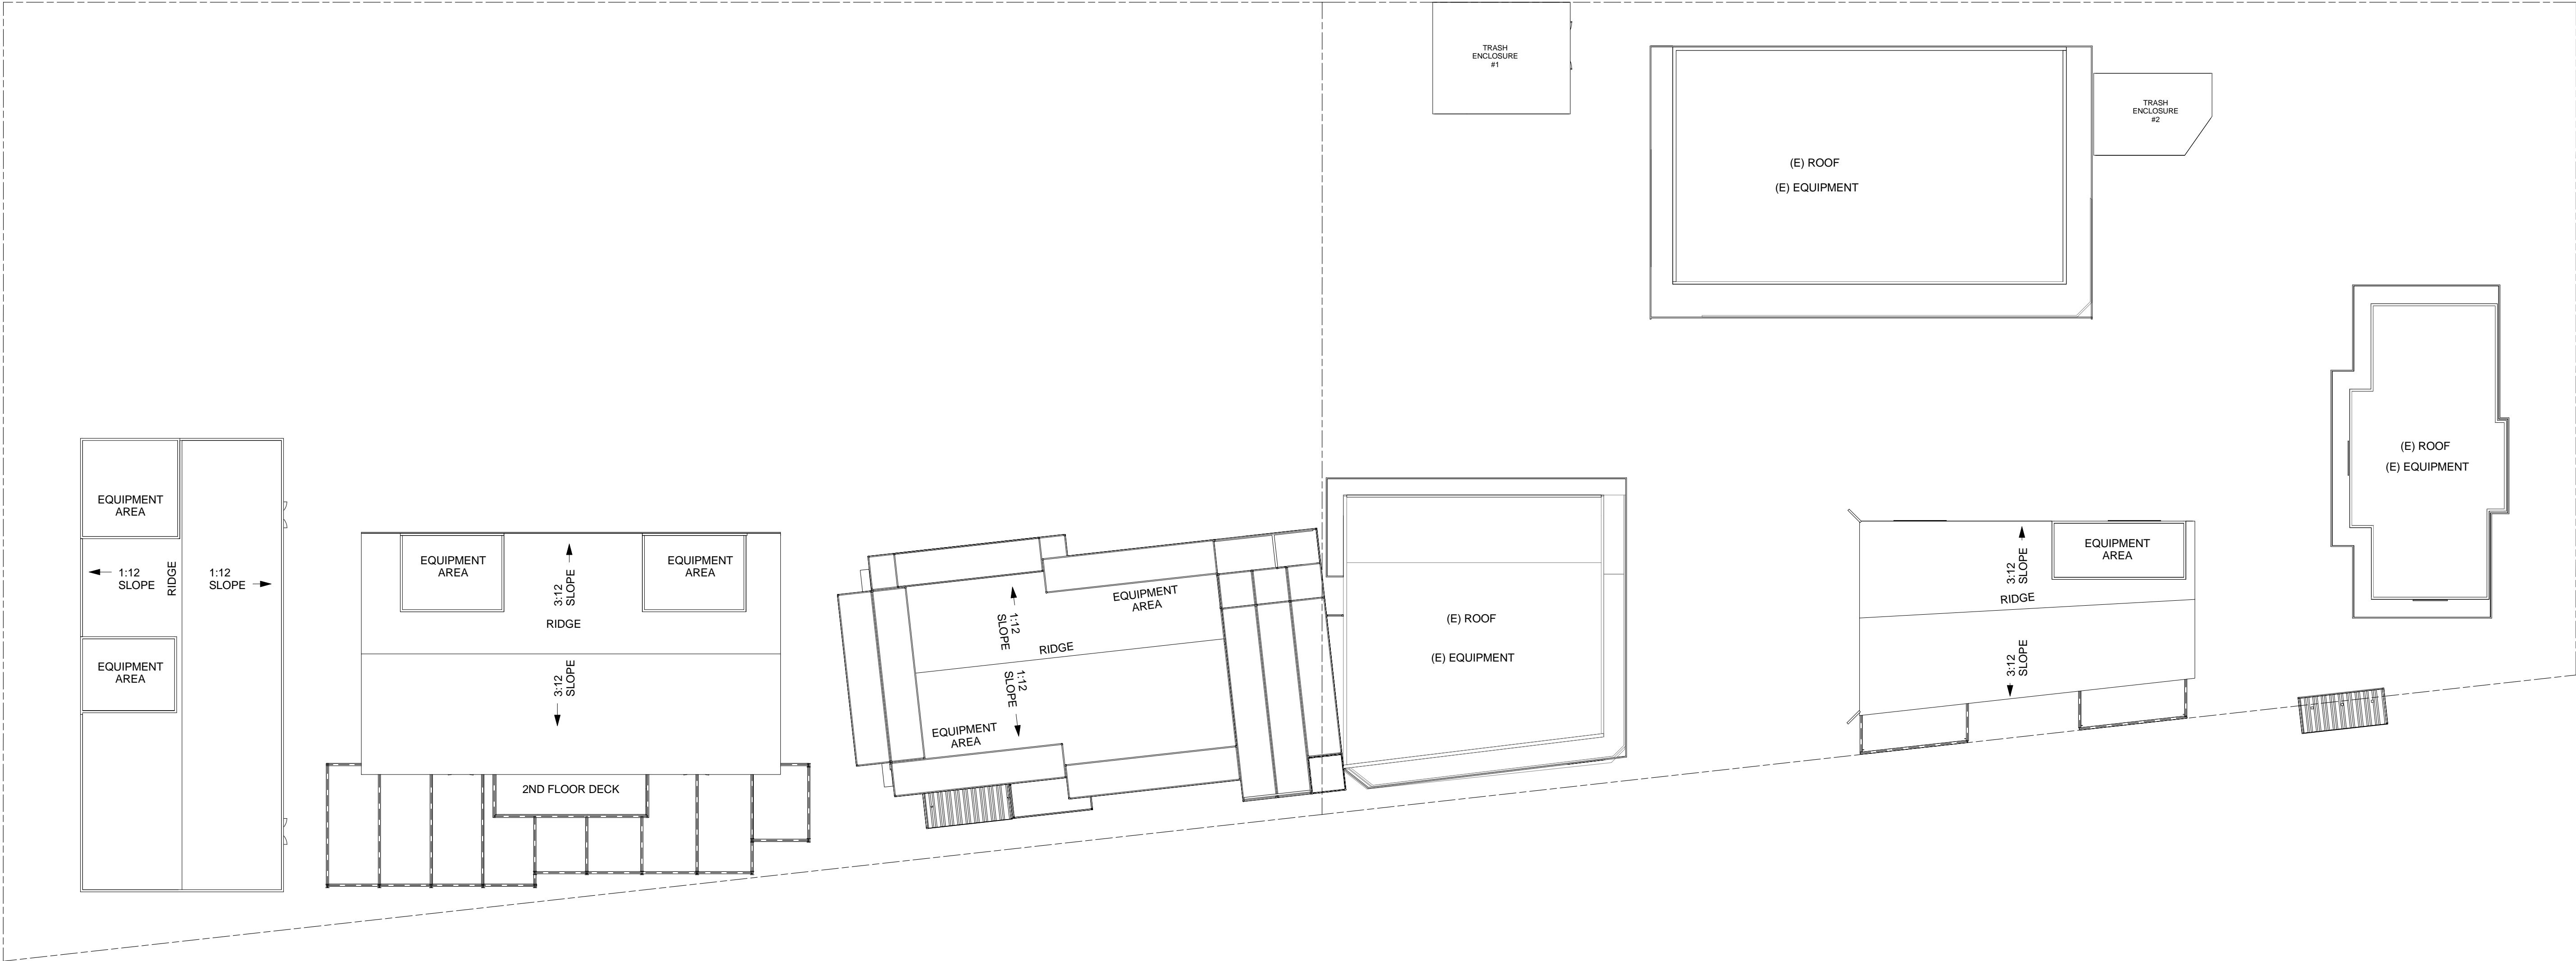 TRASH
ENCLOSURE
#1
TRASH
ENCLOSURE
#2
(E) ROOF
(E) EQUIPMENT
(E) ROOF
(E) EQUIPMENT
EQUIPMENT
AREA
1:12
SLOPE
RIDGE
1:12
SLOPE
EQUIPMENT
AREA
EQUIPMENT
AREA
3:12
SLOPE
EQUIPMENT
AREA
RIDGE
3:12
SLOPE
2ND FLOOR DECK
EQUIPMENT
AREA
1:12
SLOPE
RIDGE
1:12
SLOPE
EQUIPMENT
AREA
(E) ROOF
(E) EQUIPMENT
3:12
SLOPE
EQUIPMENT
AREA
RIDGE
3:12
SLOPE